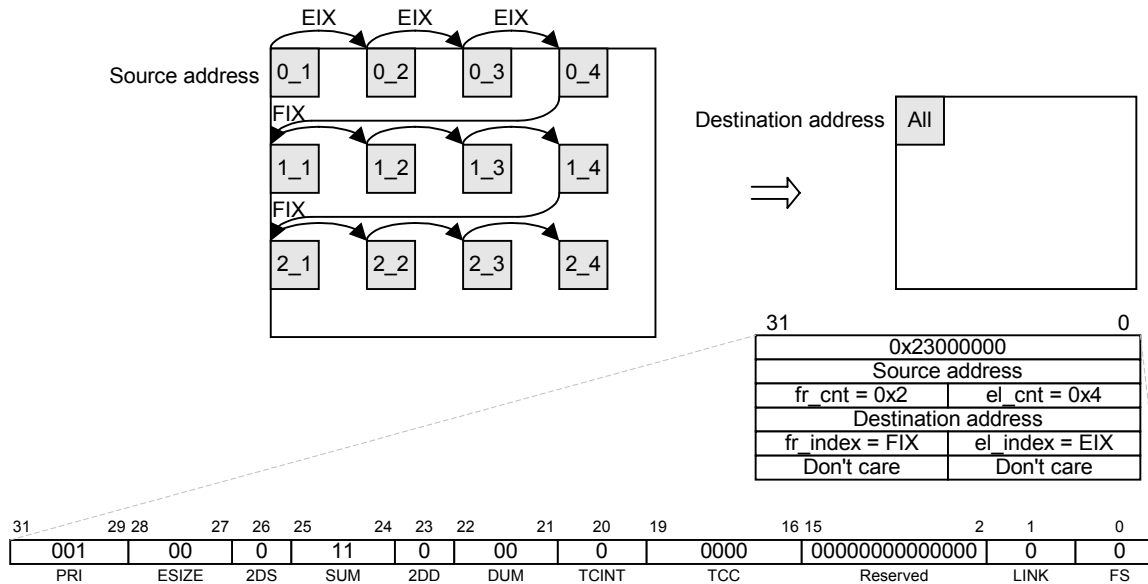 EIX EIX EIX
Source address 0_1 0_2 0_3 0_4
FIX
Destination address All
1_1 1_2 1_3 1_4
FIX
2_1 2_2 2_3 2_4
31 0
0x23000000
Source address
fr_cnt = 0x2 el_cnt = 0x4
Destination address
fr_index = FIX el_index = EIX
Don't care Don't care
31 29 28 27 26 25 24 23 22 21 20 19 16 15 2 1 0
001 00 0 11 0 00 0 0000 00000000000000 0 0
PRI ESIZE 2DS SUM 2DD DUM TCINT TCC Reserved LINK FS